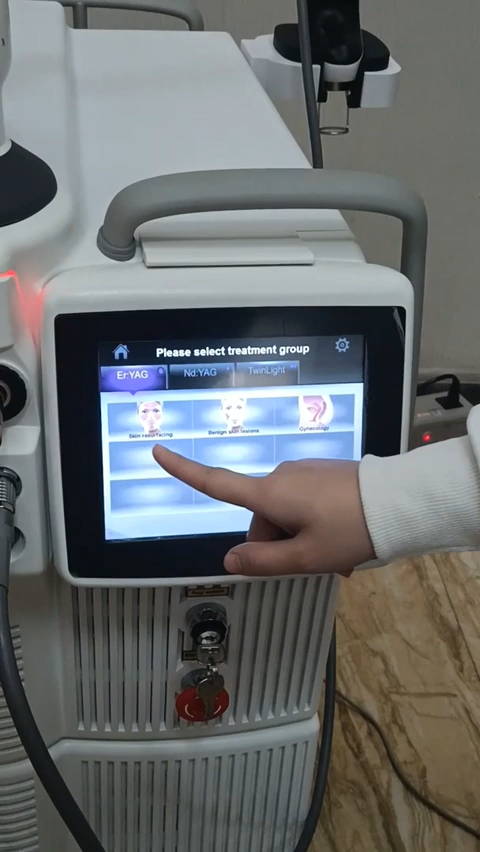 Please select treatment group
Er:YAG Nd:YAG TwinLight
Skin resurfacing Benign skin lesions Gynecology